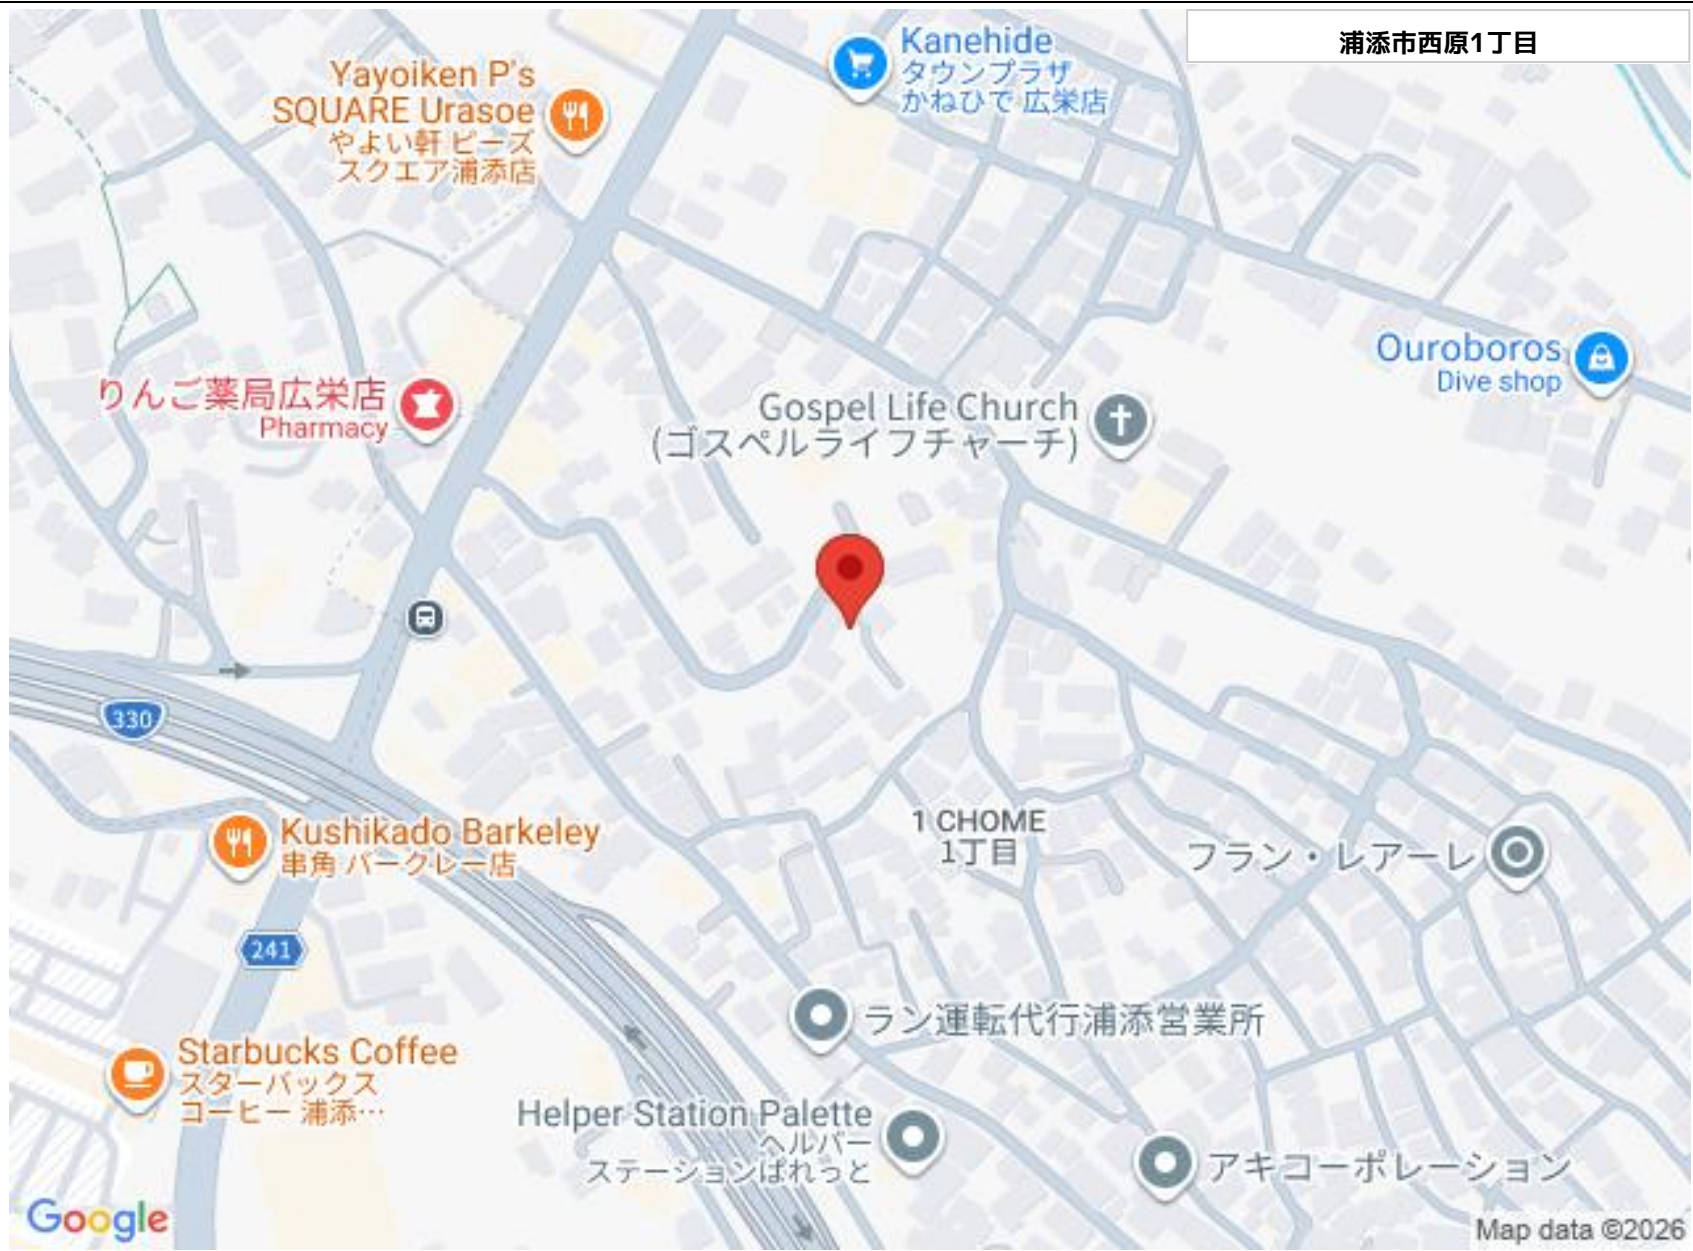 浦添市西原1丁目
Kanehide
タウンプラザ
かねひで 広栄店
Yayoiken P's
SQUARE Urasoe
やよい軒 ピーズ
スクエア浦添店
Ouroboros
Dive shop
りんご薬局広栄店
Pharmacy
Gospel Life Church
(ゴスペルライフチャーチ)
330
Kushikado Barkeley
串角 バークレー店
1 CHOME
1丁目
フラン・レアーレ
241
ラン運転代行浦添営業所
Starbucks Coffee
スターバックス
コーヒー 浦添…
Helper Station Palette
ヘルパー
ステーションぱれっと
アキコーポレーション
Google
Map data ©2026